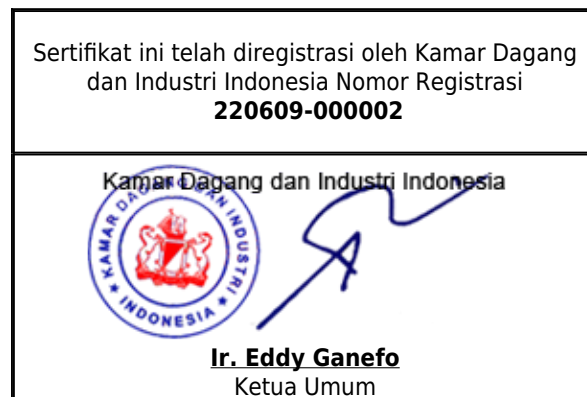 Sertifikat ini telah diregistrasi oleh Kamar Dagang
dan Industri Indonesia Nomor Registrasi
220609-000002
Kamar Dagang dan Industri Indonesia
KAMAR DAGANG DAN INDUSTRI
INDONESIA
Ir. Eddy Ganefo
Ketua Umum